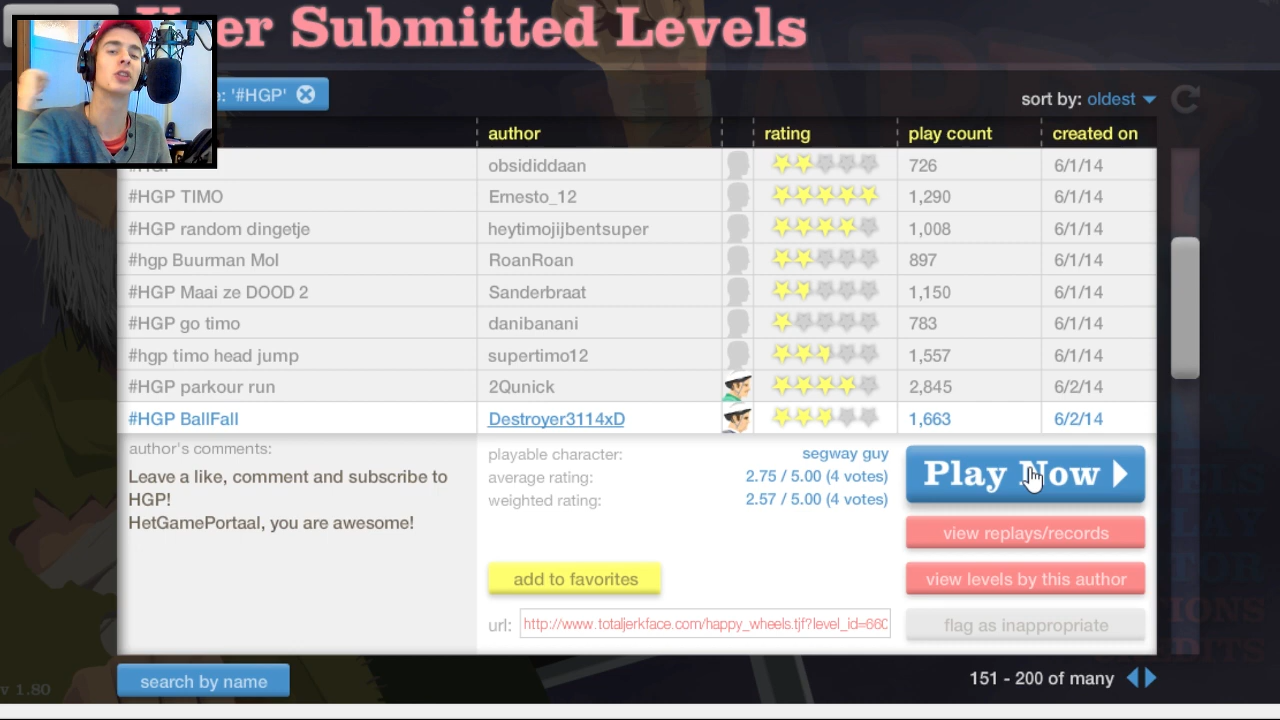 er Submitted Levels
e: '#HGP'
sort by: oldest
author rating play count created on
#HGP obsididdaan 726 6/1/14
#HGP TIMO Ernesto_12 1,290 6/1/14
#HGP random dingetje heytimojijbentsuper 1,008 6/1/14
#hgp Buurman Mol RoanRoan 897 6/1/14
#HGP Maai ze DOOD 2 Sanderbraat 1,150 6/1/14
#HGP go timo danibanani 783 6/1/14
#hgp timo head jump supertimo12 1,557 6/1/14
#HGP parkour run 2Qunick 2,845 6/2/14
#HGP BallFall Destroyer3114xD 1,663 6/2/14
author's comments:
Leave a like, comment and subscribe to
HGP!
HetGamePortaal, you are awesome!
playable character: segway guy
average rating: 2.75 / 5.00 (4 votes)
weighted rating: 2.57 / 5.00 (4 votes)
add to favorites
url: http://www.totaljerkface.com/happy_wheels.tjf?level_id=660
Play Now
view replays/records
view levels by this author
flag as inappropriate
search by name
151 - 200 of many
v 1.80